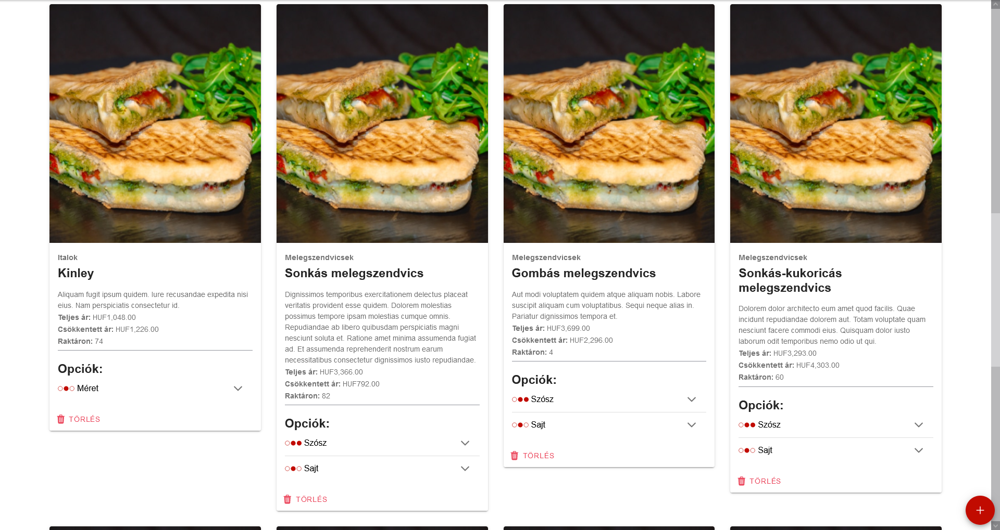 Italok
Kinley
Aliquam fugit ipsum quidem. Iure recusandae expedita nisi
eius. Nam perspiciatis consectetur id.
Teljes ár: HUF1,048.00
Csökkentett ár: HUF1,226.00
Raktáron: 74
Opciók:
Méret
TÖRLÉS
Melegszendvicsek
Sonkás melegszendvics
Dignissimos temporibus exercitationem delectus placeat
veritatis provident esse quidem. Dolorem molestias
possimus tempore ipsam molestias cumque omnis.
Repudiandae ab libero quibusdam perspiciatis magni
nesciunt soluta et. Ratione amet minima assumenda fugiat
ad. Et assumenda reprehenderit nostrum earum
necessitatibus consectetur dignissimos iusto repudiandae.
Teljes ár: HUF3,366.00
Csökkentett ár: HUF792.00
Raktáron: 82
Opciók:
Szósz
Sajt
TÖRLÉS
Melegszendvicsek
Gombás melegszendvics
Aut modi voluptatem quidem atque aliquam nobis. Labore
suscipit aliquam cum voluptatibus. Sequi neque alias in.
Pariatur dignissimos tempora et.
Teljes ár: HUF3,699.00
Csökkentett ár: HUF2,296.00
Raktáron: 4
Opciók:
Szósz
Sajt
TÖRLÉS
Melegszendvicsek
Sonkás-kukoricás
melegszendvics
Dolorem dolor architecto eum amet quod facilis. Quae
incidunt repudiandae dolorem aut. Totam voluptate quam
nesciunt facere commodi eius. Quisquam dolor iusto
laborum odit temporibus nemo odio ut qui.
Teljes ár: HUF3,293.00
Csökkentett ár: HUF4,303.00
Raktáron: 60
Opciók:
Szósz
Sajt
TÖRLÉS